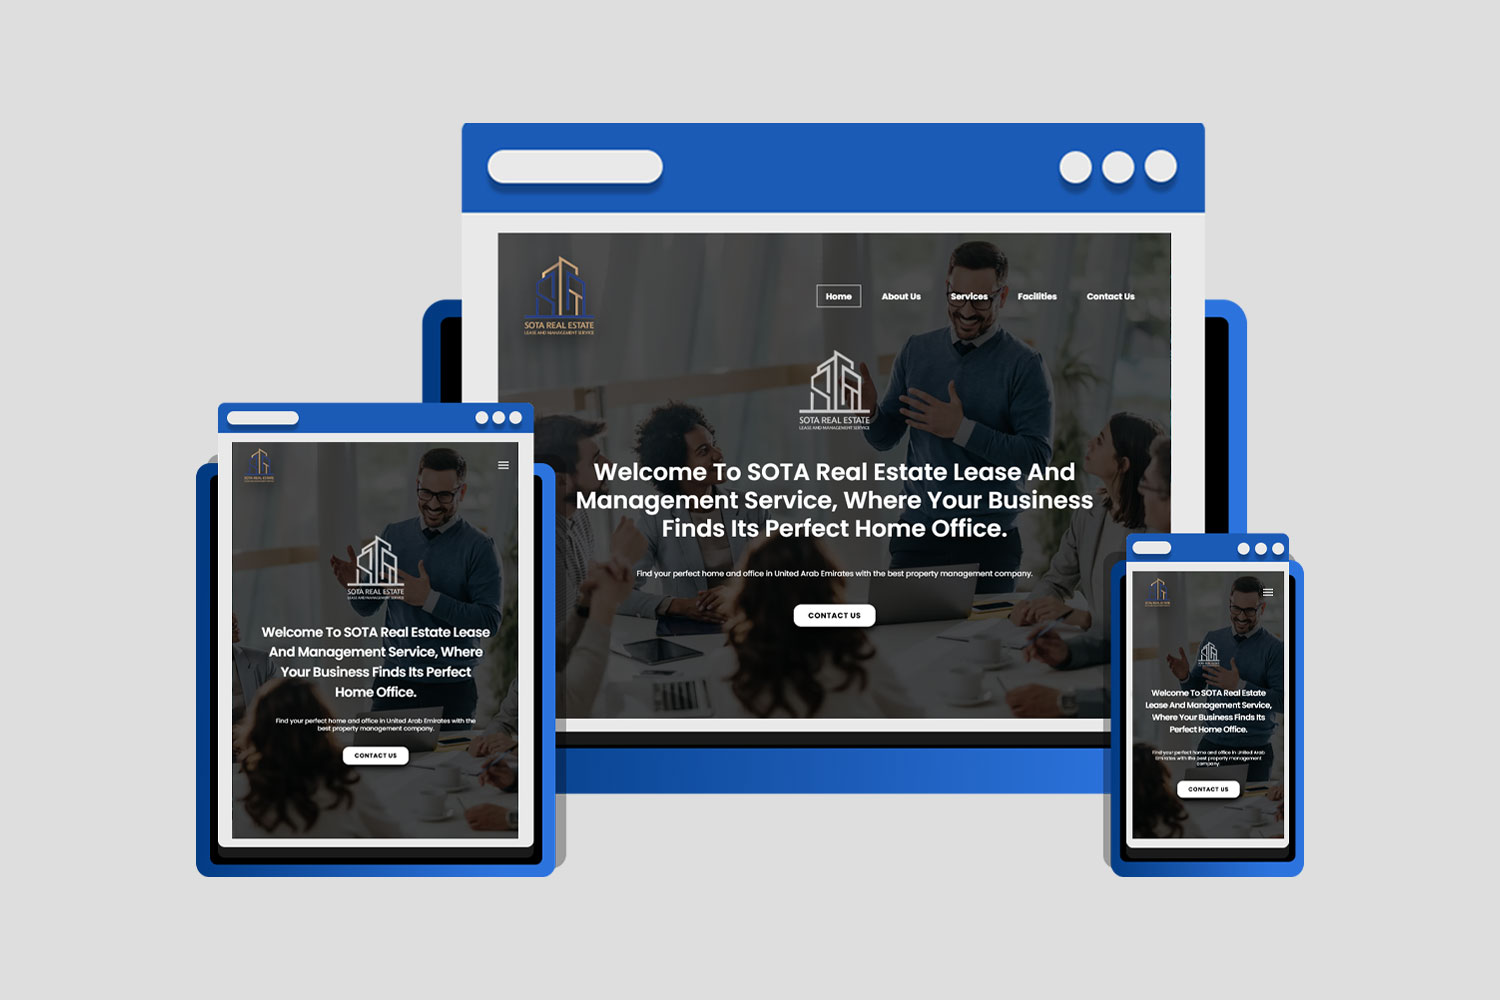 SOTA REAL ESTATE
LEASE AND MANAGEMENT SERVICE
Home
About Us
Services
Facilities
Contact Us
SOTA REAL ESTATE
LEASE AND MANAGEMENT SERVICE
Welcome To SOTA Real Estate Lease And
Management Service, Where Your Business
Finds Its Perfect Home Office.
Find your perfect home and office in United Arab Emirates with the best property management company.
CONTACT US
SOTA REAL ESTATE
SOTA REAL ESTATE
LEASE AND MANAGEMENT SERVICE
Welcome To SOTA Real Estate Lease
And Management Service, Where
Your Business Finds Its Perfect
Home Office.
Find your perfect home and office in United Arab Emirates with the
best property management company.
CONTACT US
Welcome To SOTA Real Estate
Lease And Management Service,
Where Your Business Finds Its
Perfect Home Office.
Find your perfect home and office in United Arab
Emirates with the best property management
company.
CONTACT US